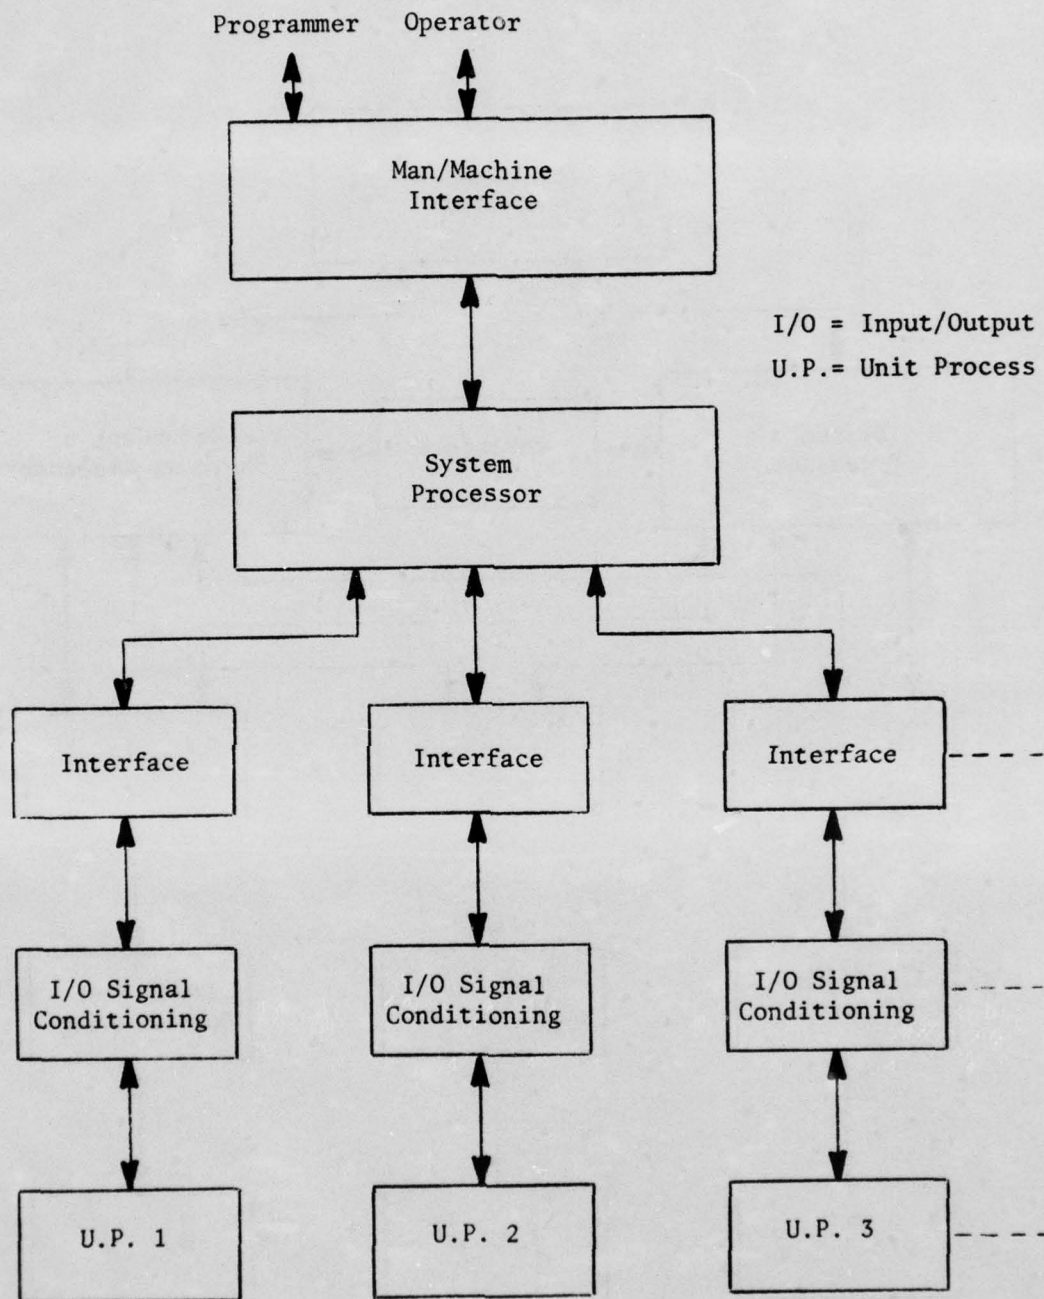 Programmer Operator
Man/Machine
Interface
I/O = Input/Output
U.P.= Unit Process
System
Processor
Interface
Interface
Interface
I/O Signal
Conditioning
I/O Signal
Conditioning
I/O Signal
Conditioning
U.P. 1
U.P. 2
U.P. 3